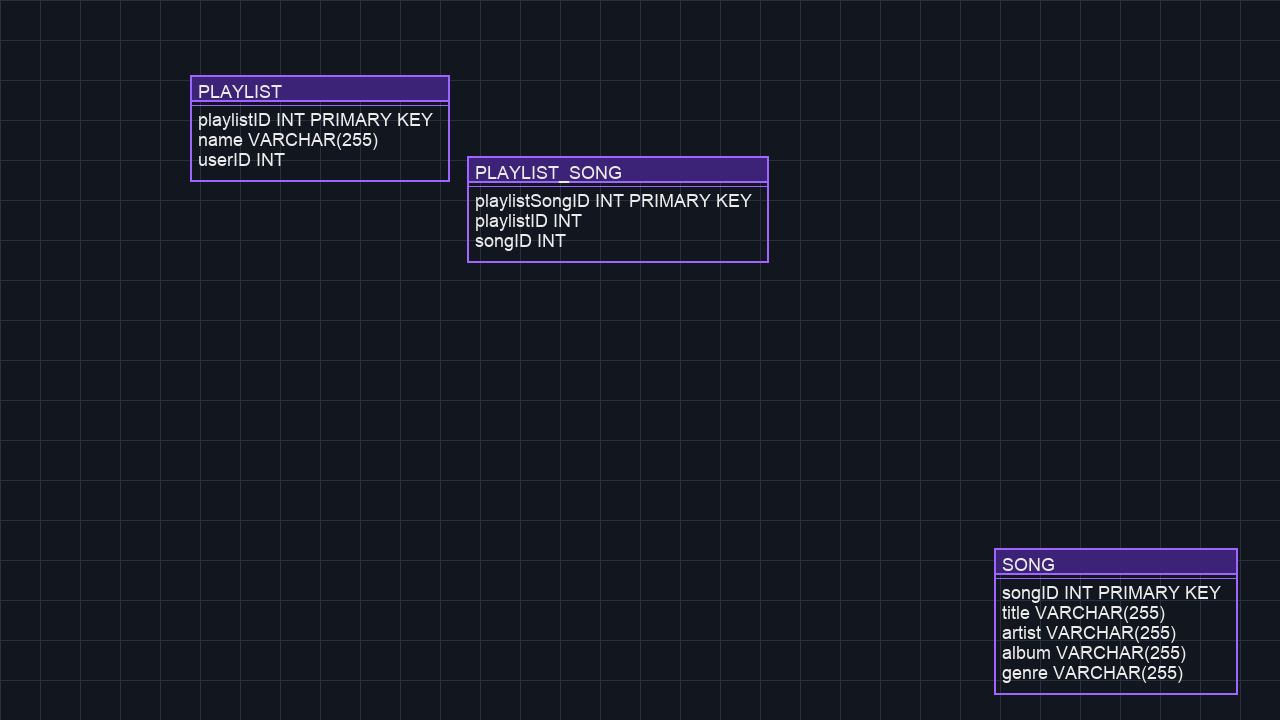 PLAYLIST
playlistID INT PRIMARY KEY
name VARCHAR(255)
userID INT
PLAYLIST_SONG
playlistSongID INT PRIMARY KEY
playlistID INT
songID INT
SONG
songID INT PRIMARY KEY
title VARCHAR(255)
artist VARCHAR(255)
album VARCHAR(255)
genre VARCHAR(255)